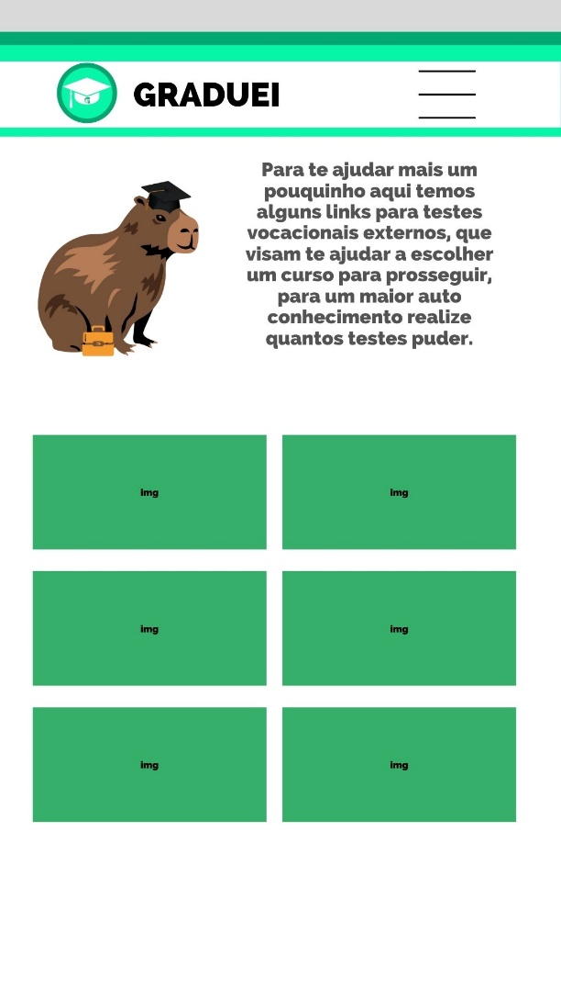 GRADUEI
Para te ajudar mais um
pouquinho aqui temos
alguns links para testes
vocacionais externos, que
visam te ajudar a escolher
um curso para prosseguir,
para um maior auto
conhecimento realize
quantos testes puder.
img
img
img
img
img
img